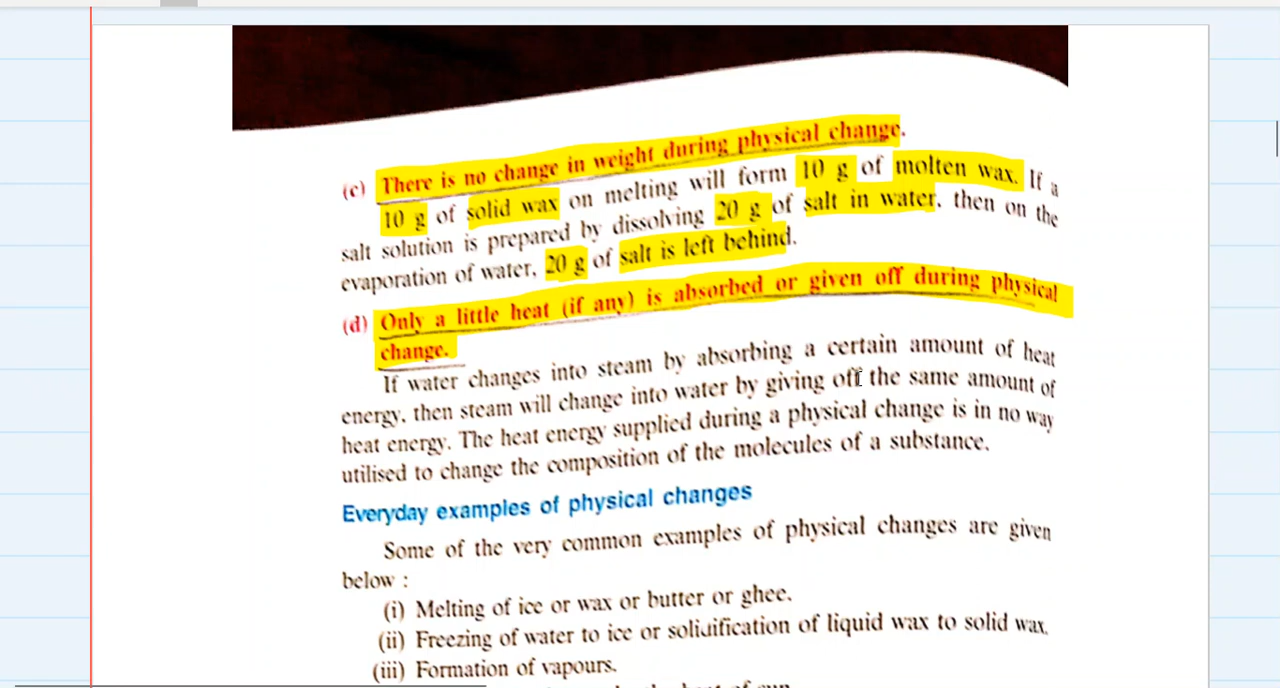 (c) There is no change in weight during physical change.
10 g of solid wax on melting will form 10 g of molten wax. If a
salt solution is prepared by dissolving 20 g of salt in water, then on the
evaporation of water, 20 g of salt is left behind.
(d) Only a little heat (if any) is absorbed or given off during physical
change.
If water changes into steam by absorbing a certain amount of heat
energy, then steam will change into water by giving off the same amount of
heat energy. The heat energy supplied during a physical change is in no way
utilised to change the composition of the molecules of a substance.
Everyday examples of physical changes
Some of the very common examples of physical changes are given
below :
(i) Melting of ice or wax or butter or ghee.
(ii) Freezing of water to ice or solidification of liquid wax to solid wax.
(iii) Formation of vapours.
the heat of sun